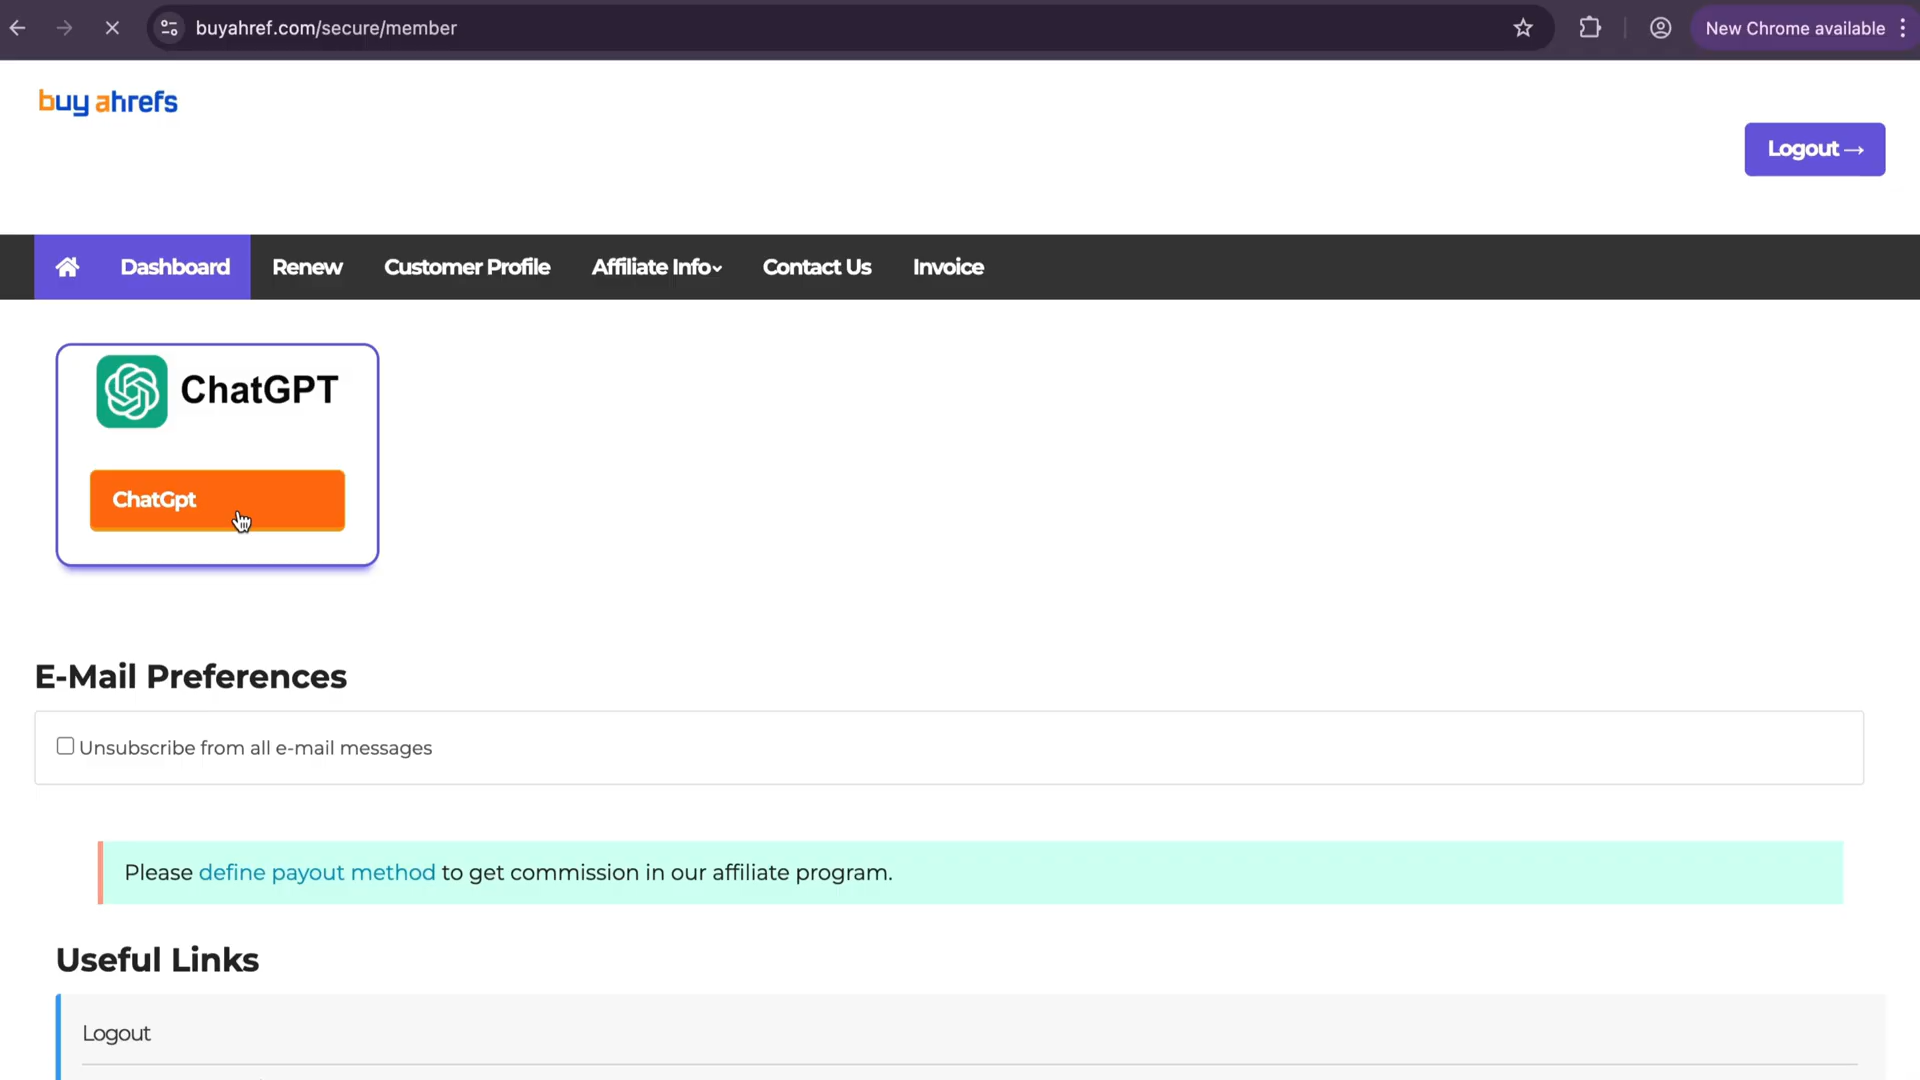 buyahref.com/secure/member
New Chrome available
buy ahrefs
Logout→
Dashboard
Renew
Customer Profile
Affiliate Info
Contact Us
Invoice
ChatGPT
ChatGpt
E-Mail Preferences
Unsubscribe from all e-mail messages
Please define payout method to get commission in our affiliate program.
Useful Links
Logout